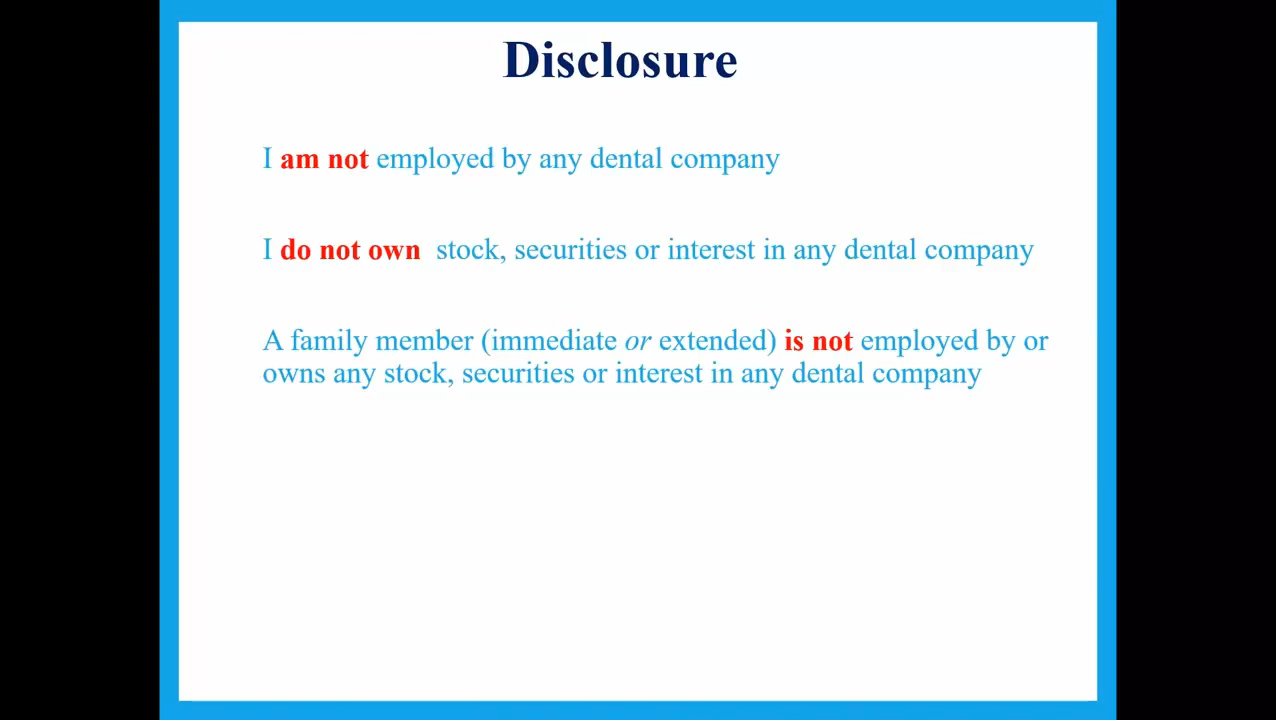 Disclosure
I am not employed by any dental company
I do not own  stock, securities or interest in any dental company
A family member (immediate or extended) is not employed by or
owns any stock, securities or interest in any dental company